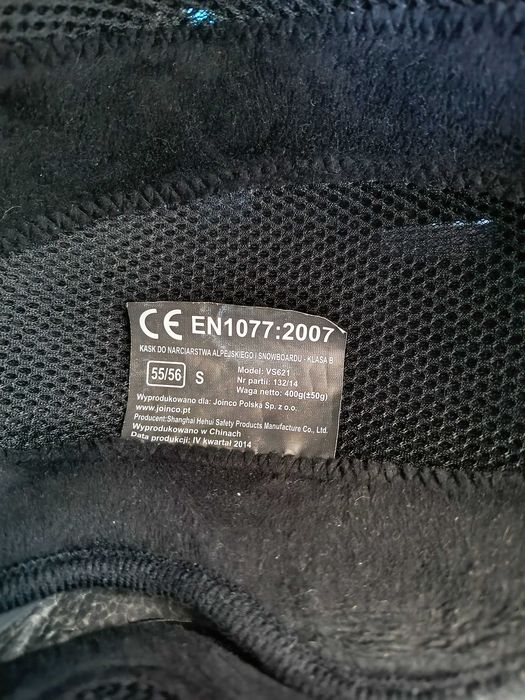 CE EN1077:2007
KASK DO NARCIARSTWA ALPEJSKIEGO I SNOWBOARDU - KLASA B
55/56 S
Model: VS621
Nr partii: 132/14
Waga netto: 400g(±50g)
Wyprodukowano dla: Joinco Polska Sp. z o.o.
www.joinco.pt
Producent:Shanghai Hehui Safety Products Manufacture Co., Ltd.
Wyprodukowano w Chinach
Data produkcji: IV kwartał 2014